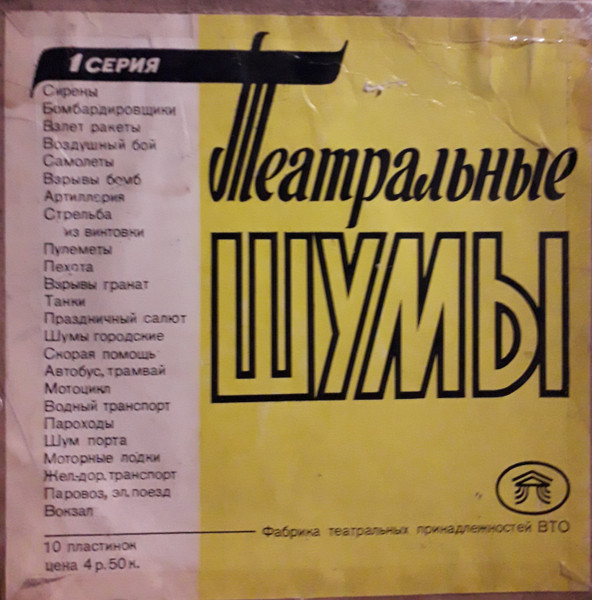 1 СЕРИЯ
Театральные
ШУМЫ
Сирены
Бомбардировщики
Взлет ракеты
Воздушный бой
Самолеты
Взрывы бомб
Артиллерия
Стрельба
из винтовки
Пулеметы
Пехота
Взрывы гранат
Танки
Праздничный салют
Шумы городские
Скорая помощь
Автобус, трамвай
Мотоцикл
Водный транспорт
Пароходы
Шум порта
Моторные лодки
Жел-дор. транспорт
Паровоз, эл. поезд
Вокзал
Фабрика театральных принадлежностей ВТО
10 пластинок
цена 4 р. 50 к.